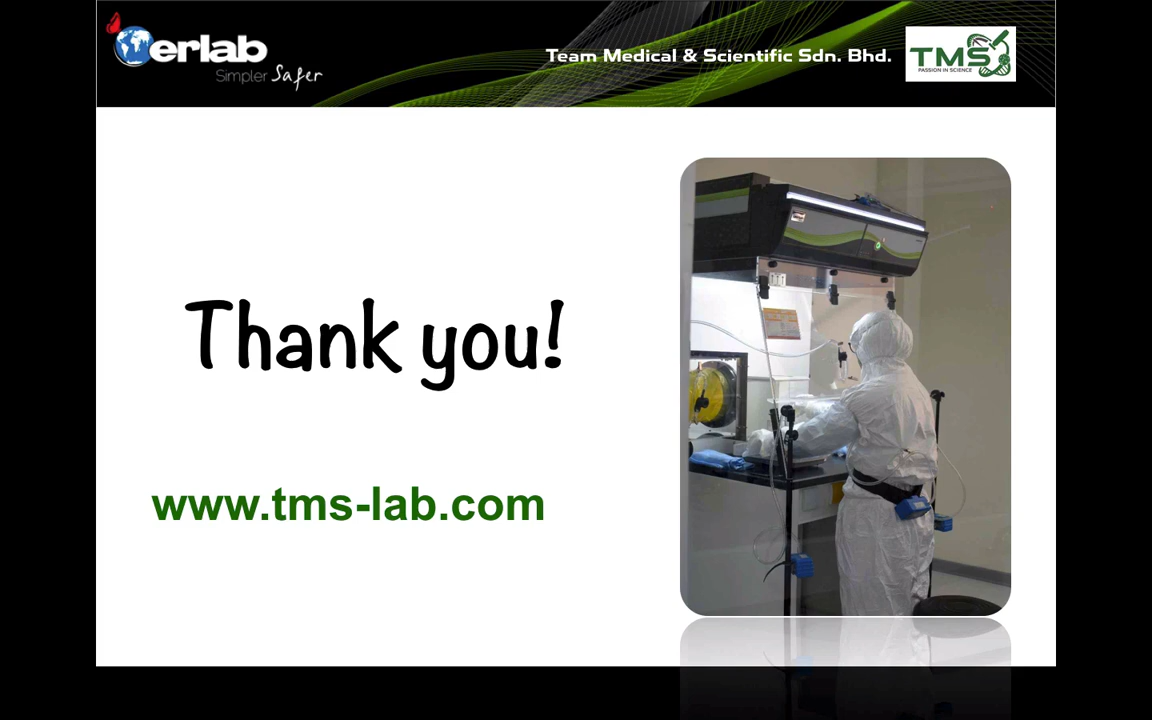 erlab
Simpler Safer
Team Medical & Scientific Sdn. Bhd.
TMS
PASSION IN SCIENCE
Thank you!
www.tms-lab.com